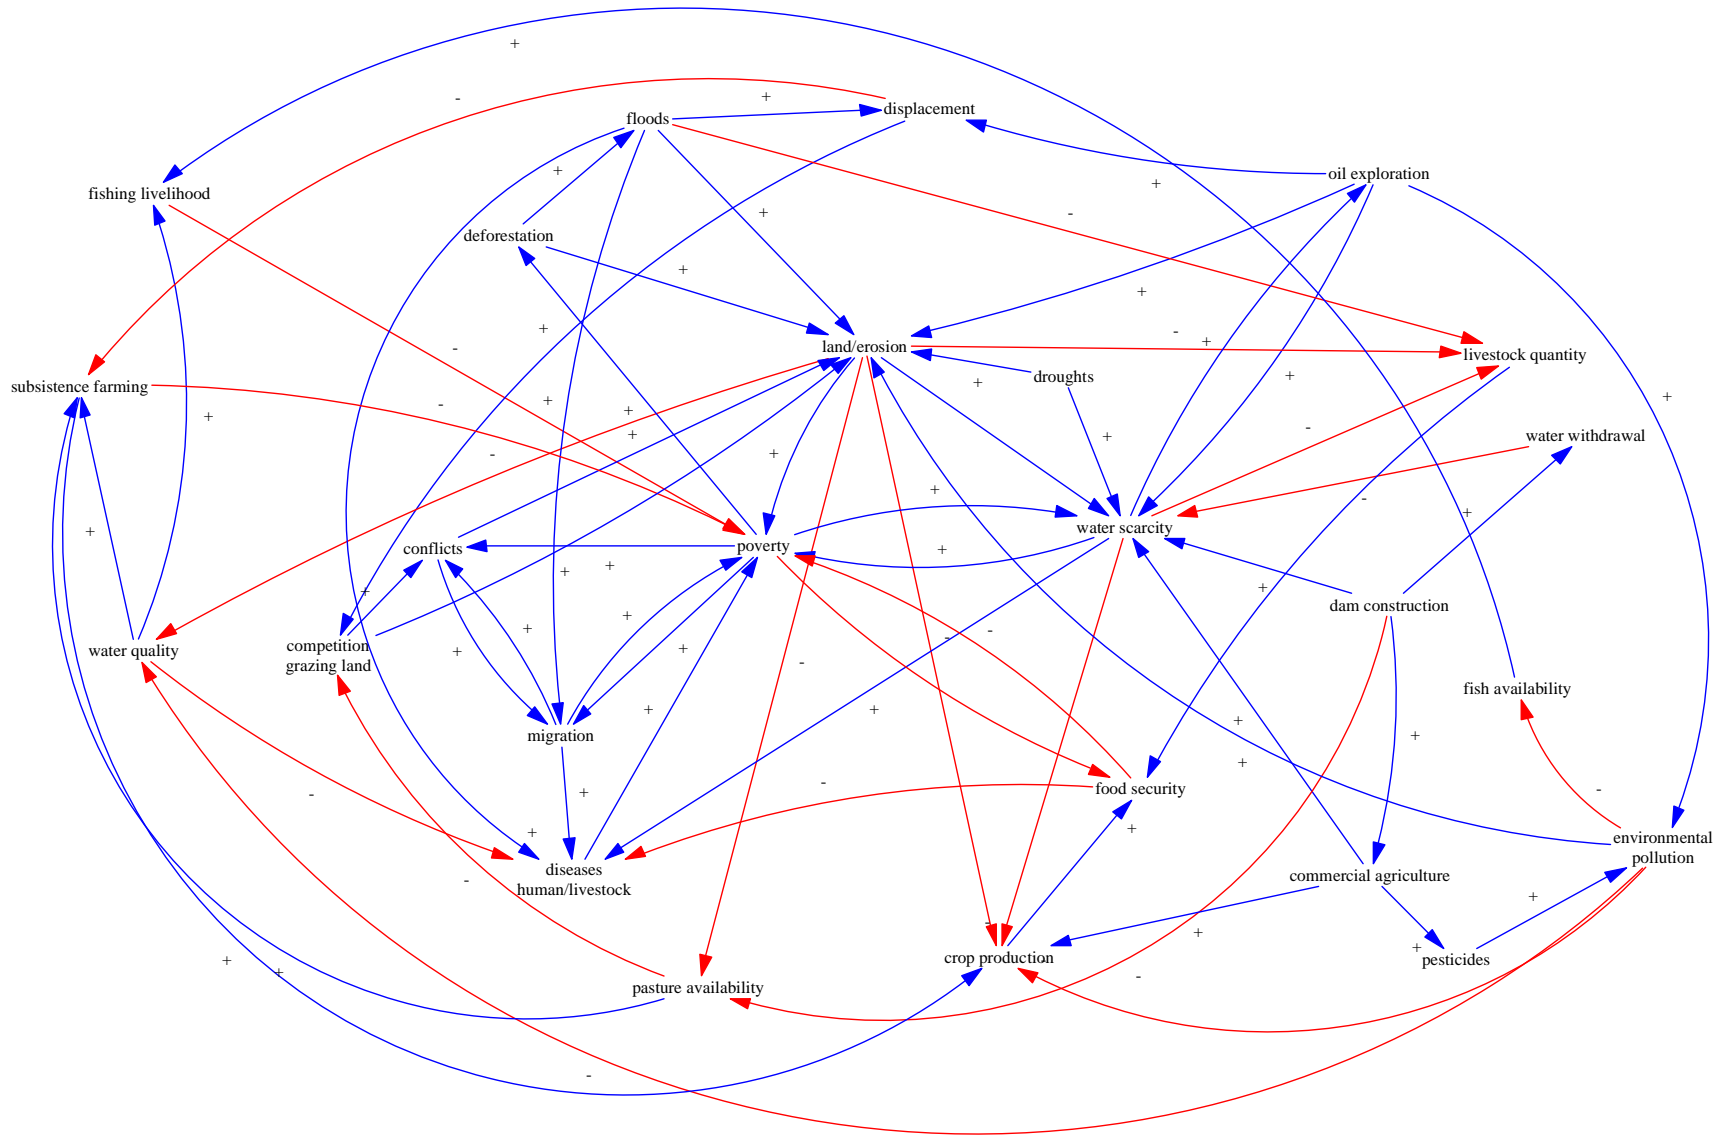 floods
displacement
oil exploration
fishing livelihood
deforestation
land/erosion
livestock quantity
droughts
subsistence farming
water withdrawal
water scarcity
conflicts
poverty
dam construction
competition
grazing land
water quality
fish availability
migration
food security
environmental
pollution
diseases
human/livestock
commercial agriculture
crop production
pesticides
pasture availability